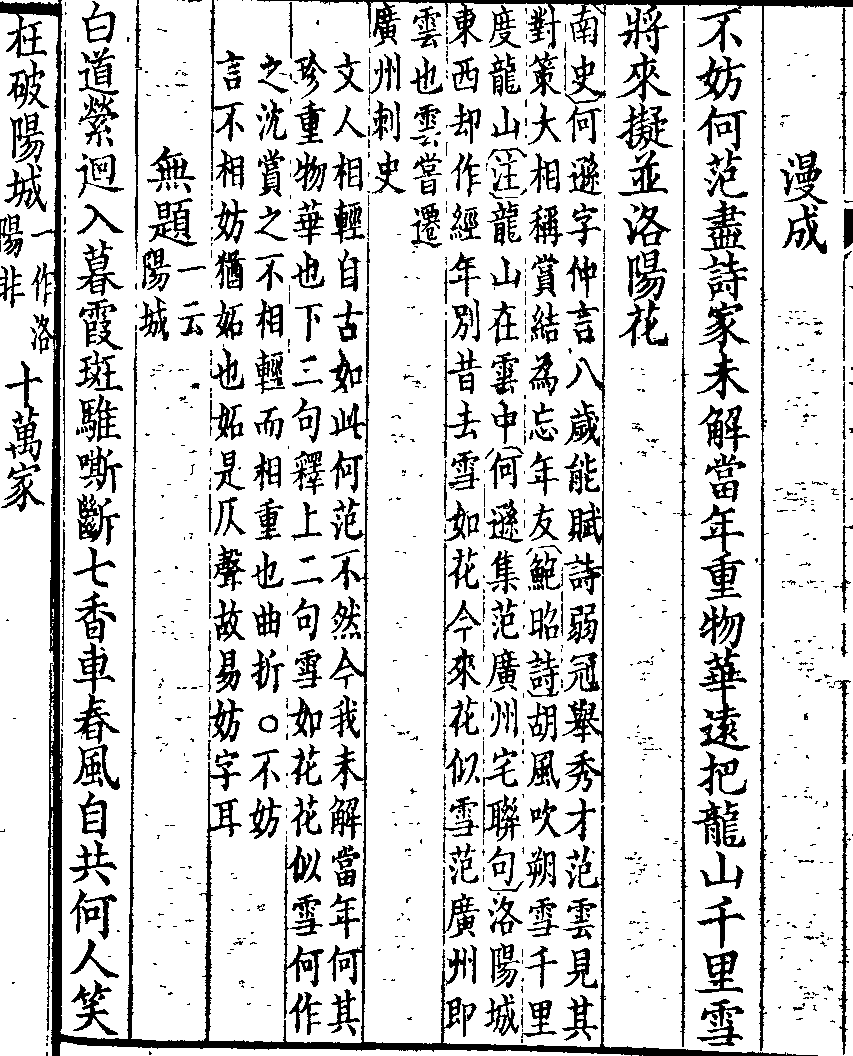 漫成
不妨何范盡詩家未解當年重物華遠把龍山千里雪
將來擬並洛陽花
南史何遜字仲言八歲能賦詩弱冠舉秀才范雲見其
對策大相稱賞結為忘年友鮑昭詩胡風吹朔雪千里
度龍山注龍山在雲中何遜集范廣州宅聯句洛陽城
東西却作經年別昔去雪如花今來花似雪范廣州即
雲也雲嘗遷
廣州刺史
文人相輕自古如此何范不然今我未解當年何其
珍重物華也下二句釋上二句雪如花花似雪何作
之沈賞之不相輕而相重也曲折○不妨
言不相妨猶妬也妬是仄聲故易妨字耳
無題一云陽城
白道縈迴入暮霞斑騅嘶斷七香車春風自共何人笑
枉破陽城一作洛陽非十萬家